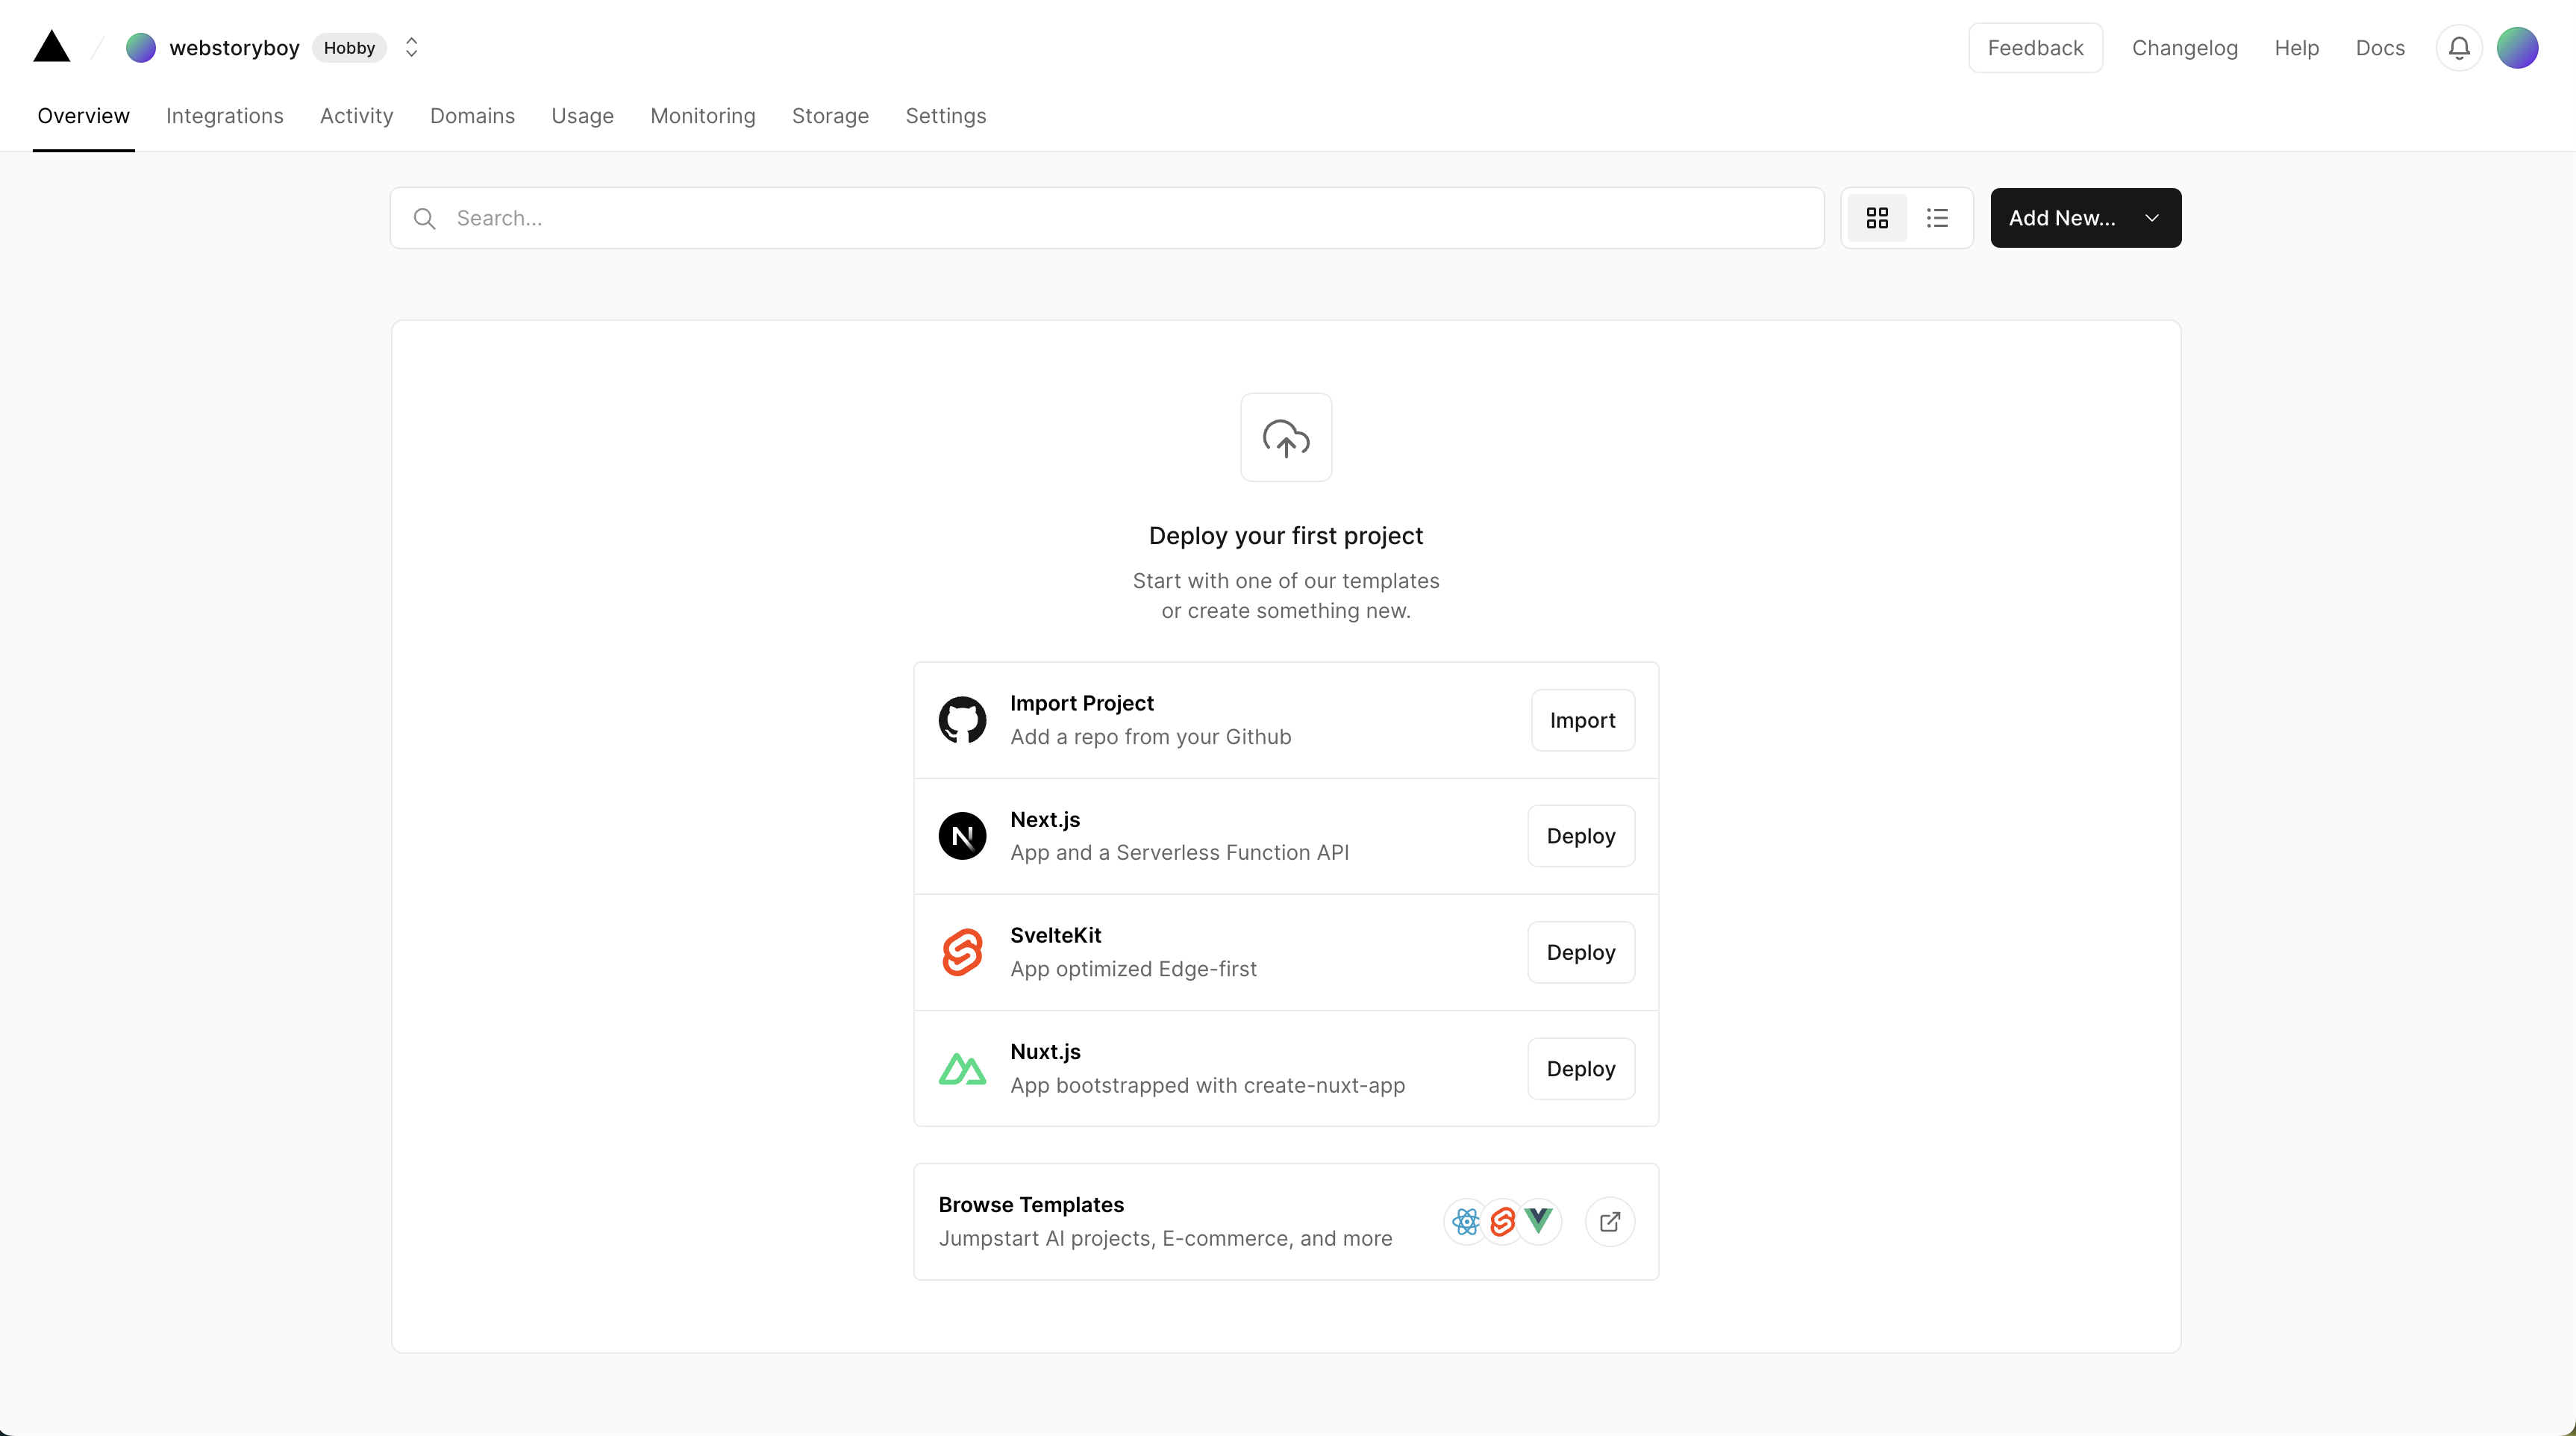 webstoryboy Hobby
Feedback Changelog Help Docs
Overview Integrations Activity Domains Usage Monitoring Storage Settings
Search...
Add New...
Deploy your first project
Start with one of our templates
or create something new.
Import Project
Add a repo from your Github
Import
Next.js
App and a Serverless Function API
Deploy
SvelteKit
App optimized Edge-first
Deploy
Nuxt.js
App bootstrapped with create-nuxt-app
Deploy
Browse Templates
Jumpstart AI projects, E-commerce, and more